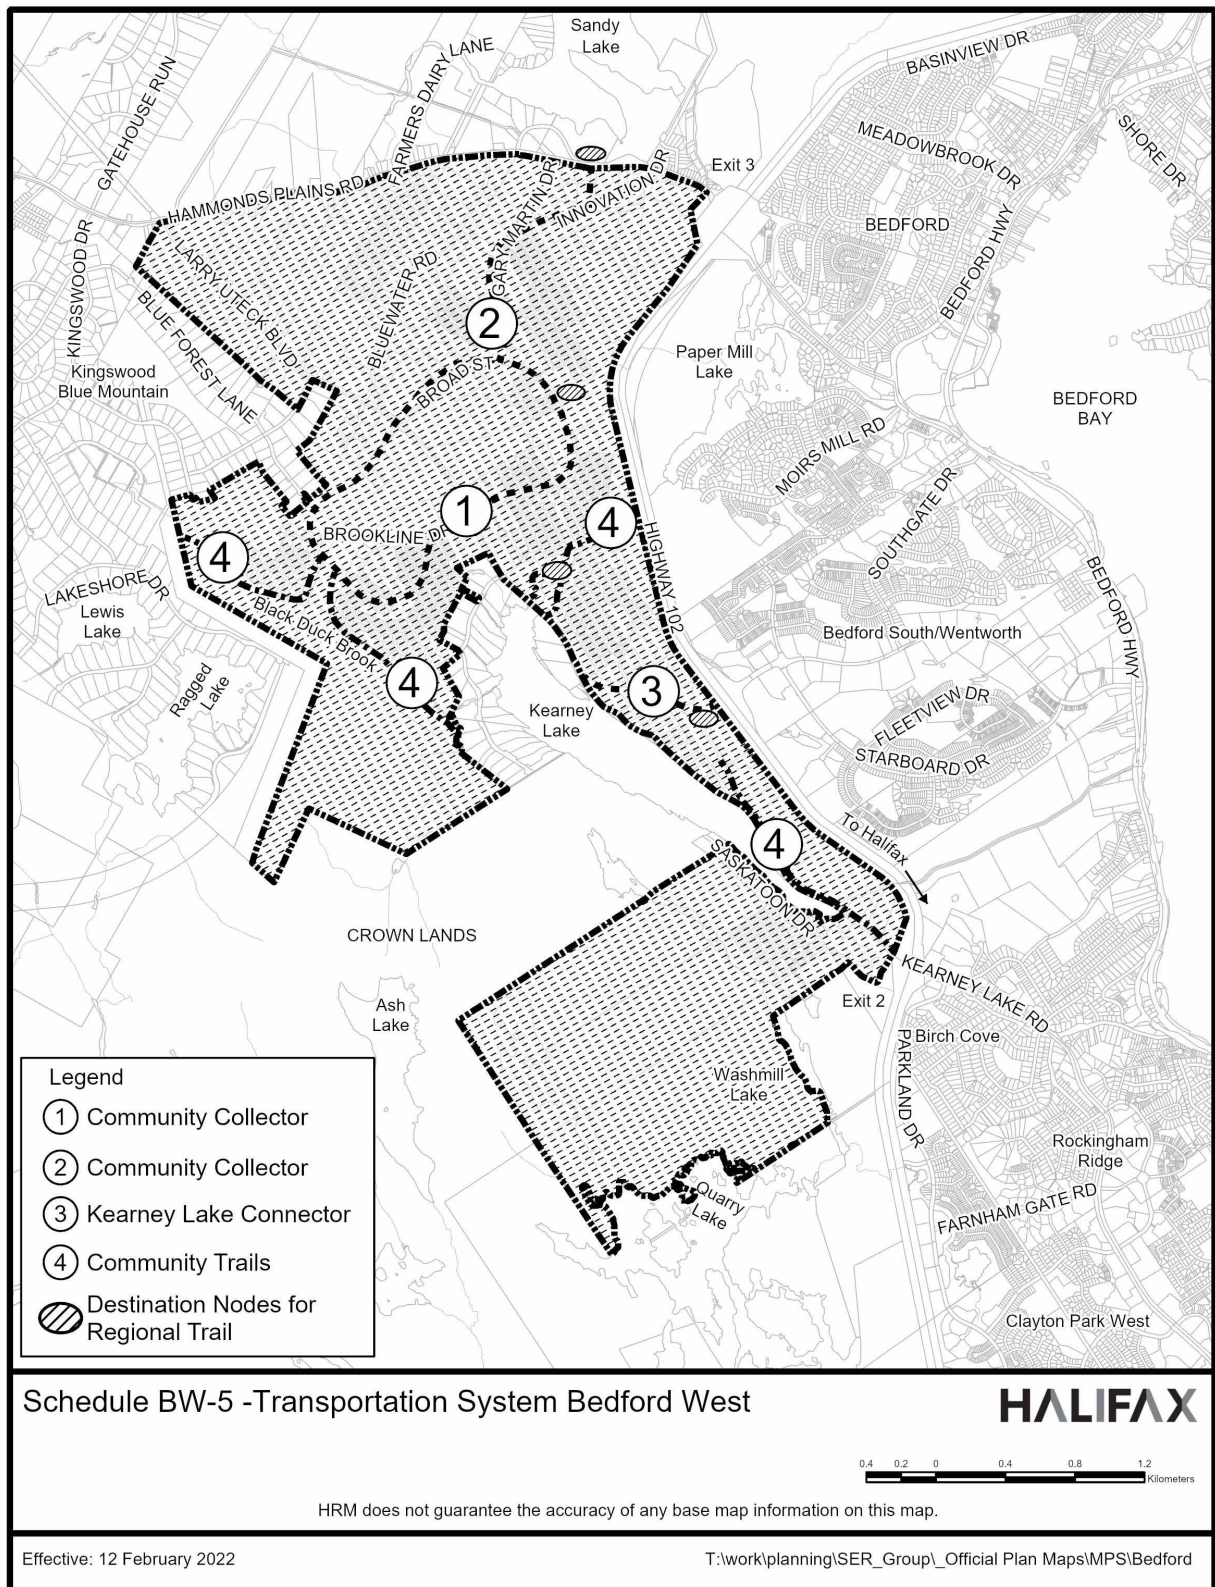 Sandy
Lake
BASINVIEW DR
GATEHOUSE RUN
FARMERS DAIRY LANE
SHORE DR
MEADOWBROOK DR
Exit 3
HAMMONDS PLAINS RD
GARY MARTIN DR
INNOVATION DR
BEDFORD
BEDFORD HWY
KINGSWOOD DR
LARRY UTECK BLVD
BLUEWATER RD
BLUE FOREST LANE
2
Kingswood
Blue Mountain
BROAD ST
Paper Mill
Lake
BEDFORD
BAY
MOIRS MILL RD
SOUTHGATE DR
1
4
BROOKLINE DR
HIGHWAY 102
4
LAKESHORE DR
Lewis
Lake
Black Duck Brook
BEDFORD HWY
Bedford South/Wentworth
Ragged
Lake
4
3
Kearney
Lake
FLEETVIEW DR
STARBOARD DR
To Halifax
4
SASKATOON DR
CROWN LANDS
KEARNEY LAKE RD
Exit 2
Ash
Lake
PARKLAND DR
Birch Cove
Washmill
Lake
Rockingham
Ridge
Quarry
Lake
FARNHAM GATE RD
Clayton Park West
Legend
1 Community Collector
2 Community Collector
3 Kearney Lake Connector
4 Community Trails
Destination Nodes for
Regional Trail
Schedule BW-5 -Transportation System Bedford West
HALIFAX
0.4 0.2 0 0.4 0.8 1.2
Kilometers
HRM does not guarantee the accuracy of any base map information on this map.
Effective: 12 February 2022
T:\work\planning\SER_Group\_Official Plan Maps\MPS\Bedford